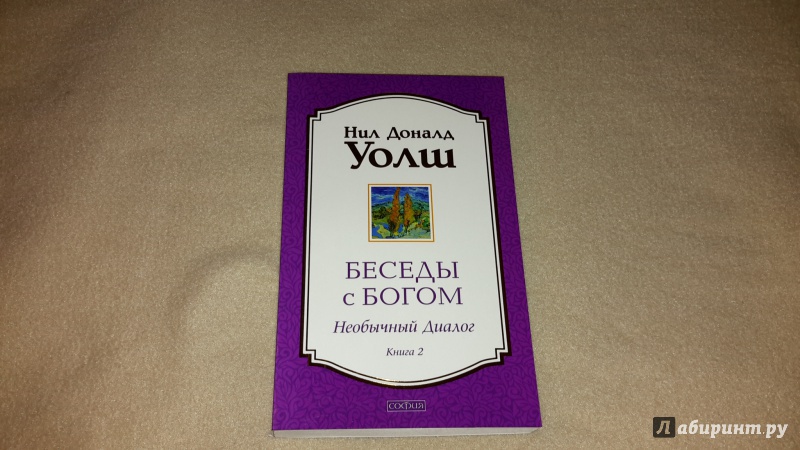 Нил Доналд
Уолш
БЕСЕДЫ
с БОГОМ
Необычный Диалог
Книга 2
СОФИЯ
Лабиринт.ру